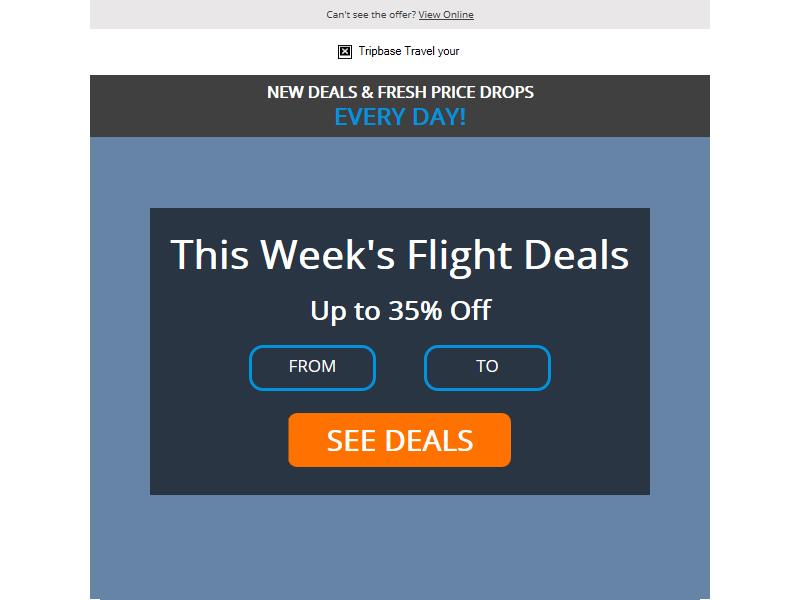 Can't see the offer? View Online
Tripbase Travel your
NEW DEALS & FRESH PRICE DROPS
EVERY DAY!
This Week's Flight Deals
Up to 35% Off
FROM
TO
SEE DEALS